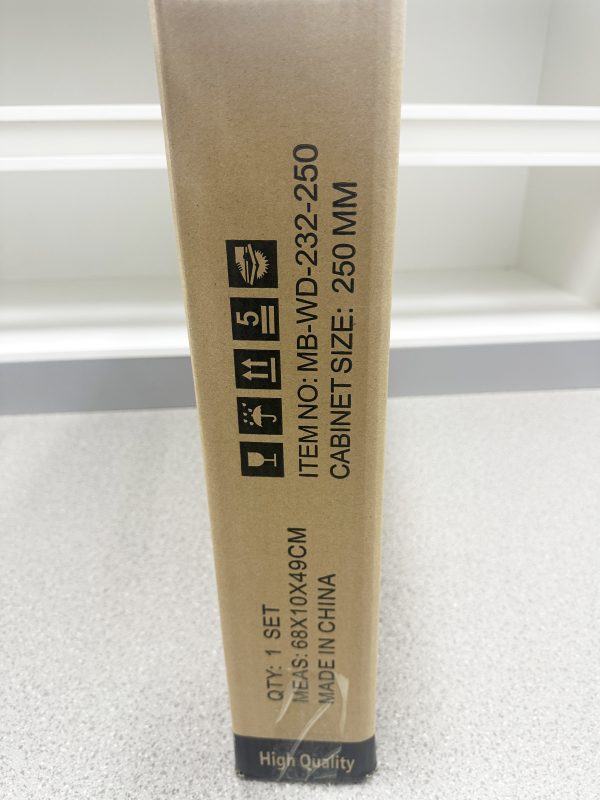 5
ITEM NO: MB-WD-232-250
CABINET SIZE: 250 MM
QTY: 1 SET
MEAS: 68X10X49CM
MADE IN CHINA
High Quality